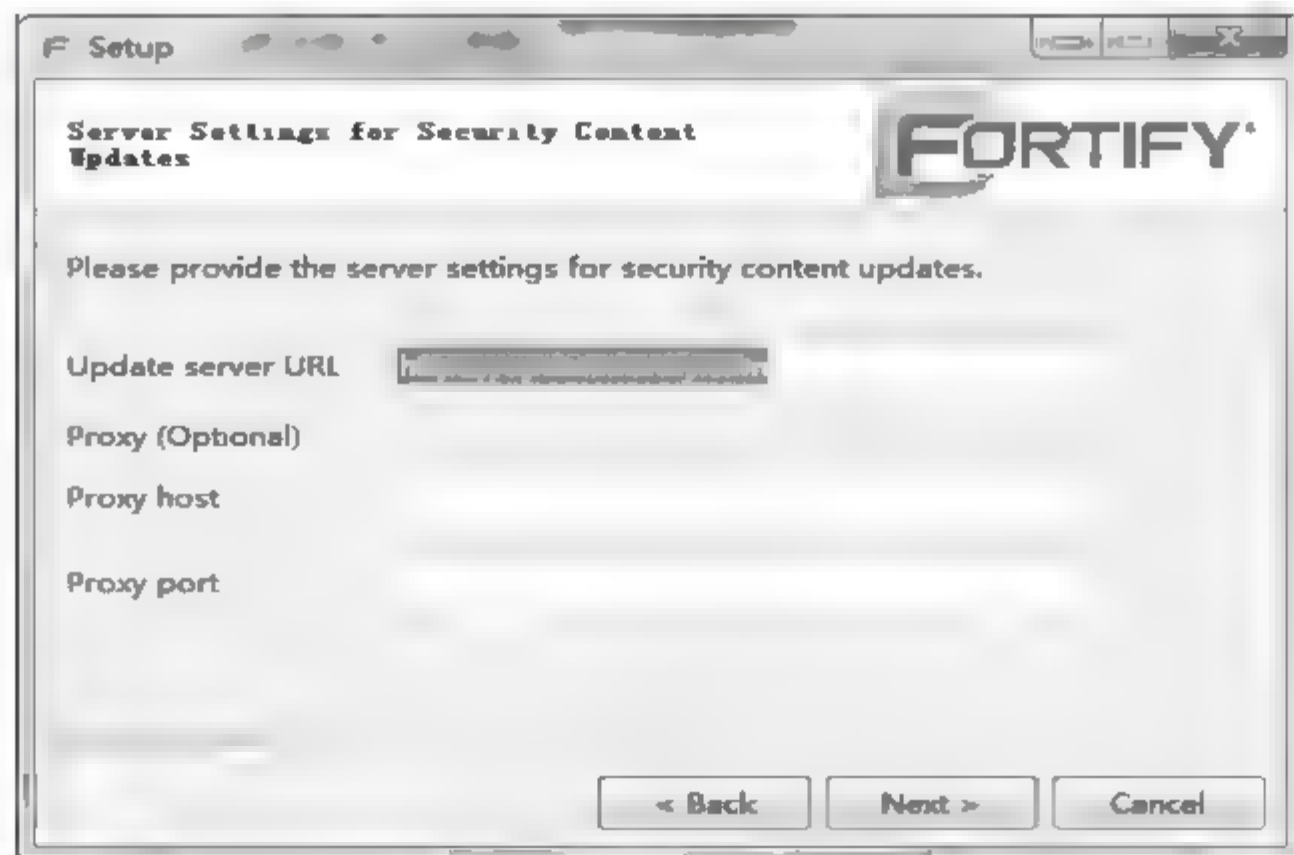 Setup
Server Settings for Security Content
Updates
FORTIFY
Please provide the server settings for security content updates.
Update server URL
Proxy (Optional)
Proxy host
Proxy port
< Back
Next >
Cancel